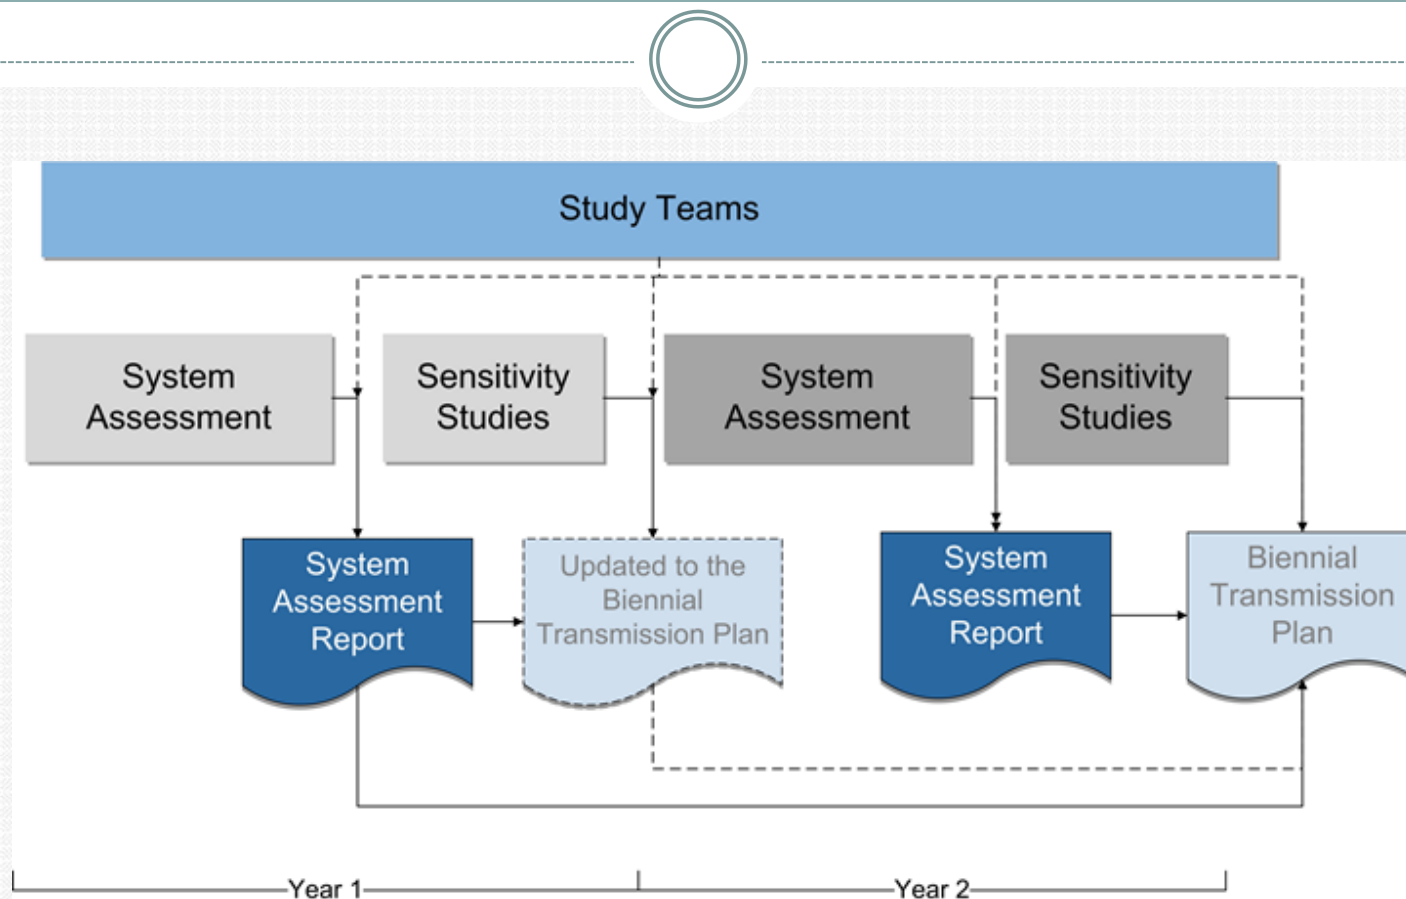 Study Teams
System
Assessment
Sensitivity
Studies
System
Assessment
Sensitivity
Studies
System
Assessment
Report
Updated to the
Biennial
Transmission Plan
System
Assessment
Report
Biennial
Transmission
Plan
Year 1
Year 2